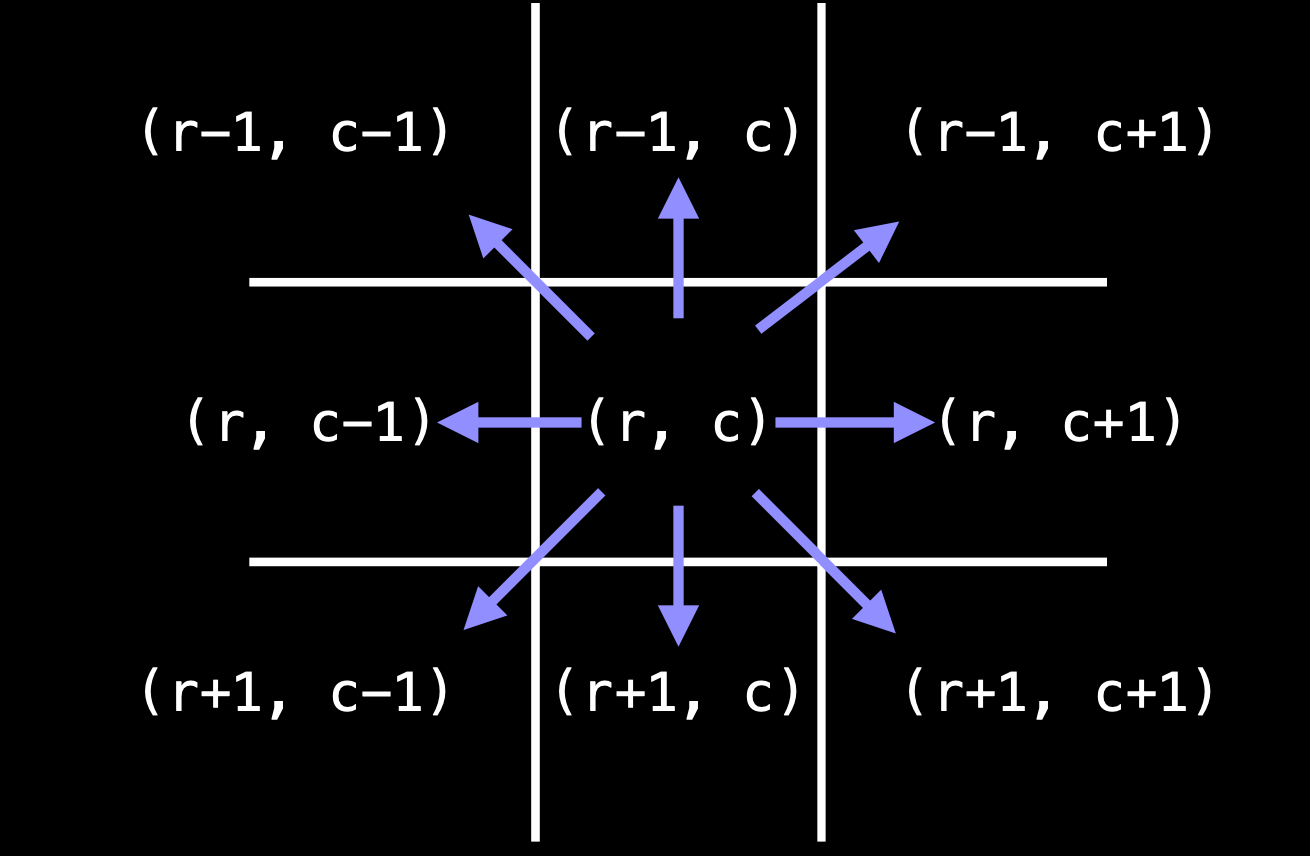 (r−1, c−1) (r−1, c) (r−1, c+1)
(r, c−1) (r, c) (r, c+1)
(r+1, c−1) (r+1, c) (r+1, c+1)